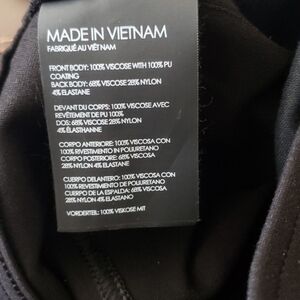 MADE IN VIETNAM
FABRIQUÉ AU VIÊT NAM
FRONT BODY: 100% VISCOSE WITH 100% PU
COATING
BACK BODY: 68% VISCOSE 28% NYLON
4% ELASTANE
DEVANT DU CORPS: 100% VISCOSE AVEC
REVÊTEMENT DE PU 100%
DOS: 68% VISCOSE 28% NYLON
4% ÉLASTHANNE
CORPO ANTERIORE: 100% VISCOSA CON
100% RIVESTIMENTO IN POLIURETANO
CORPO POSTERIORE: 68% VISCOSA
28% NYLON 4% ELASTANE
CUERPO DELANTERO: 100% VISCOSA CON
100% REVESTIMIENTO DE POLIURETANO
CUERPO DE LA ESPALDA: 68% VISCOSA
28% NYLON 4% ELASTANO
VORDERTEIL: 100% VISKOSE MIT